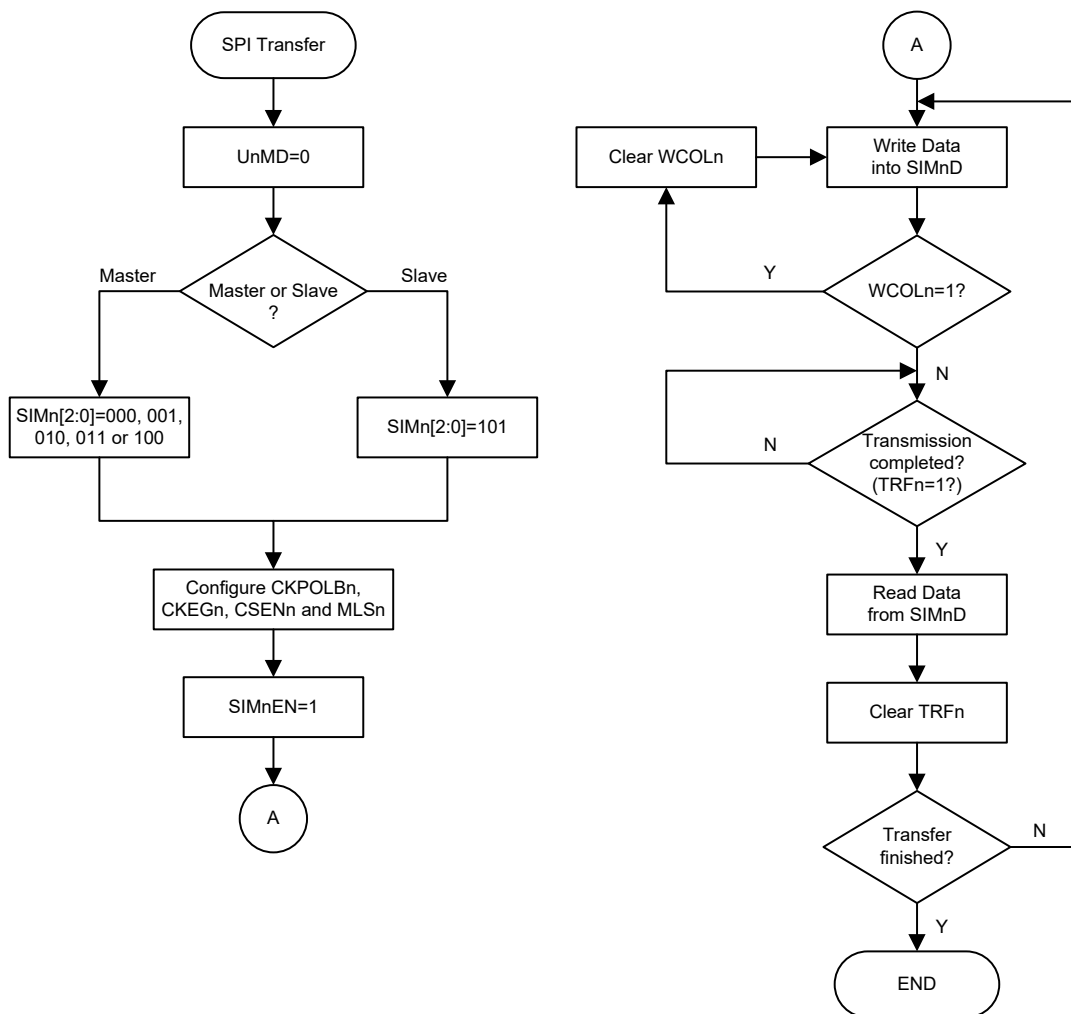 SPI Transfer
UnMD=0
Master
Slave
Master or Slave
?
SIMn[2:0]=000, 001,
010, 011 or 100
SIMn[2:0]=101
Configure CKPOLBn,
CKEGn, CSENn and MLSn
SIMnEN=1
A
A
Clear WCOLn
Write Data
into SIMnD
Y
WCOLn=1?
N
N
Transmission
completed?
(TRFn=1?)
Y
Read Data
from SIMnD
Clear TRFn
Transfer
finished?
N
Y
END